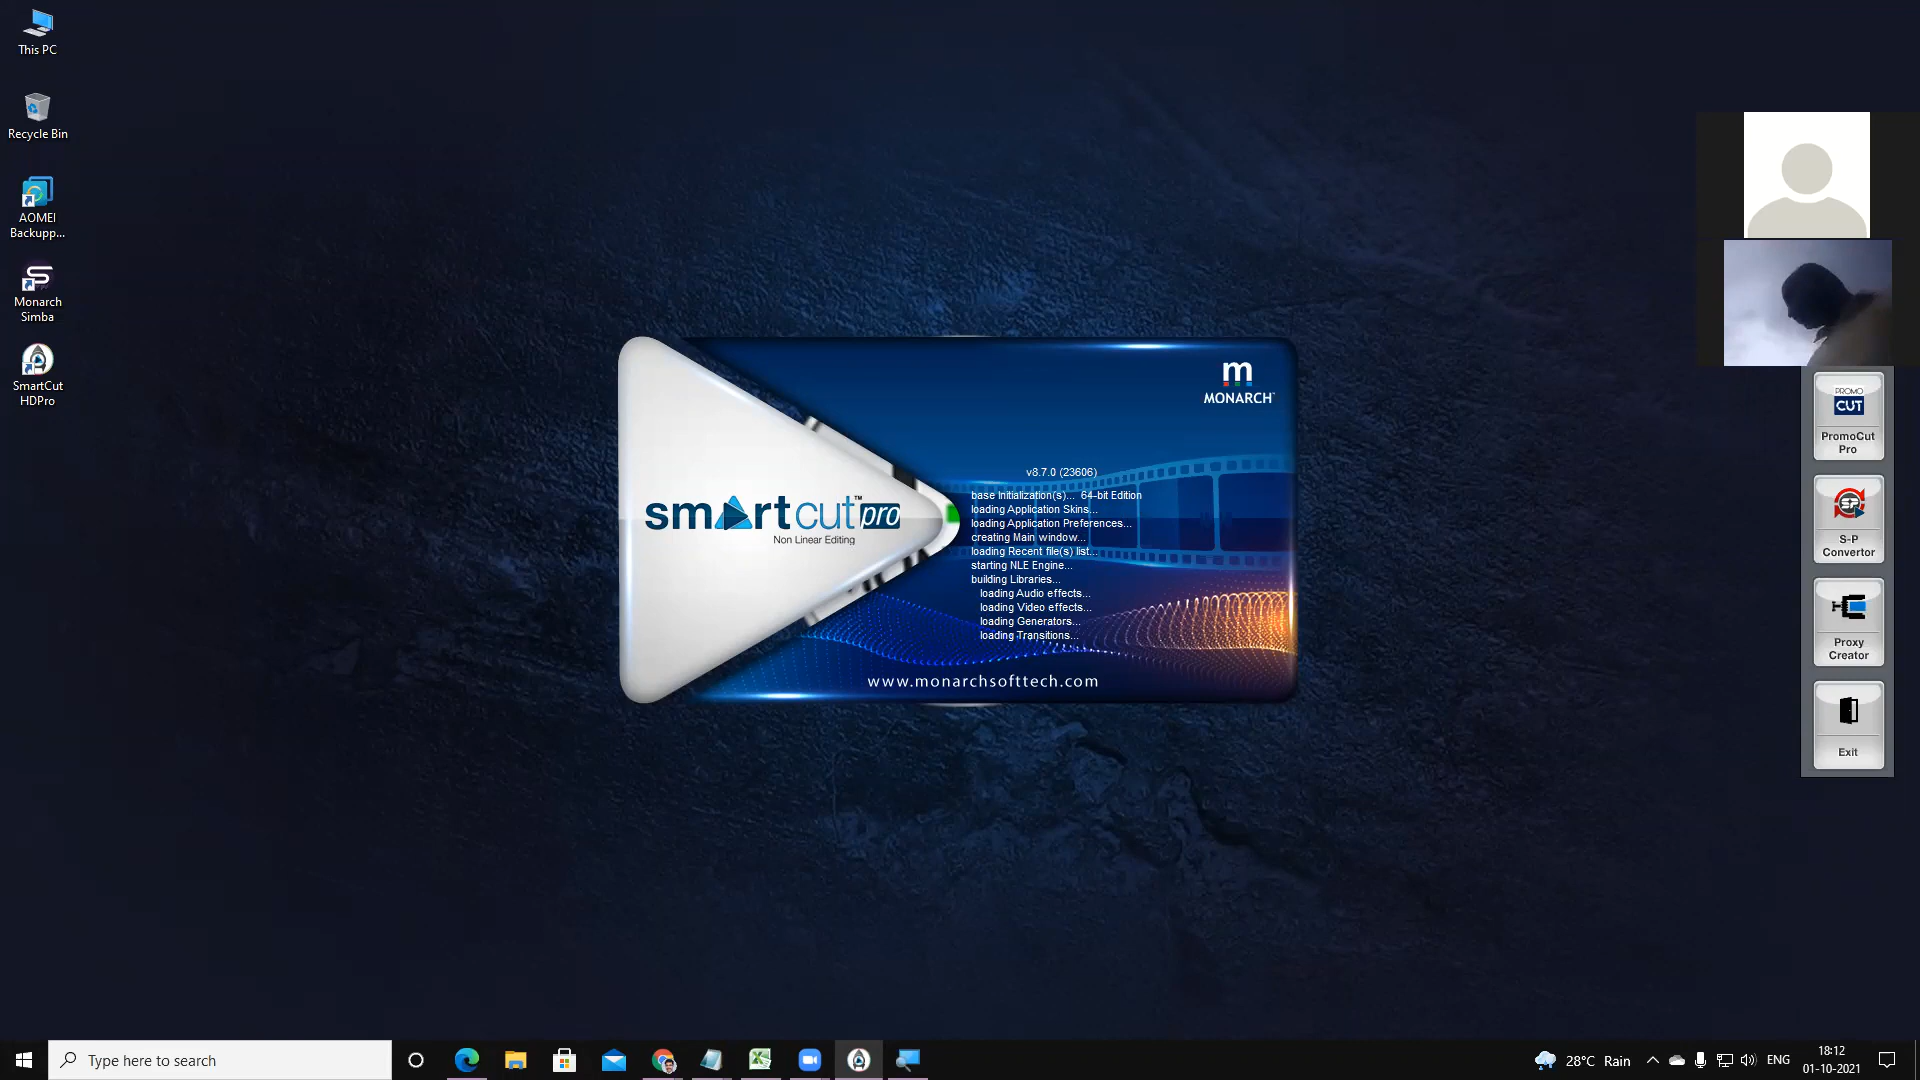 This PC
Recycle Bin
AOMEI
Backupp...
Monarch
Simba
SmartCut
HDPro
m
MONARCH
smartcut™pro
Non Linear Editing
v8.7.0 (23606)
base Initialization(s)... 64-bit Edition
loading Application Skins...
loading Application Preferences...
creating Main window...
loading Recent file(s) list...
starting NLE Engine...
building Libraries...
loading Audio effects...
loading Video effects...
loading Generators...
loading Transitions...
www.monarchsofttech.com
PROMO
CUT
PromoCut
Pro
SP
S-P
Convertor
Proxy
Creator
Exit
Type here to search
28°C Rain
ENG
18:12
01-10-2021